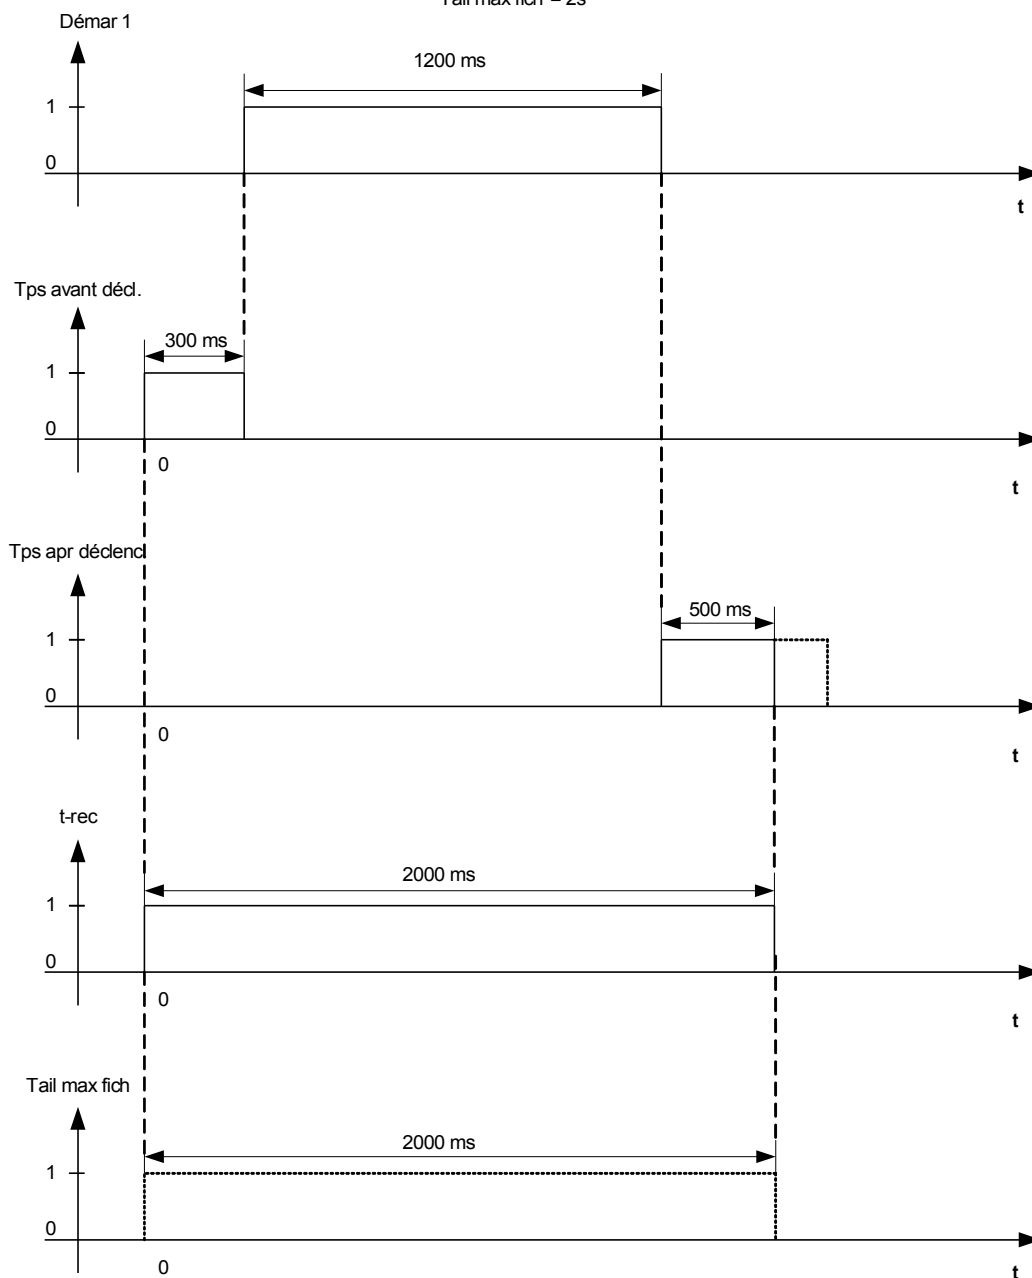 Tail max fich = 2s
Démar 1
1200 ms
1
0
t
Tps avant décl.
300 ms
1
0
0
t
Tps apr déclencl
500 ms
1
0
0
t
t-rec
2000 ms
1
0
0
t
Tail max fich
2000 ms
1
0
0
t